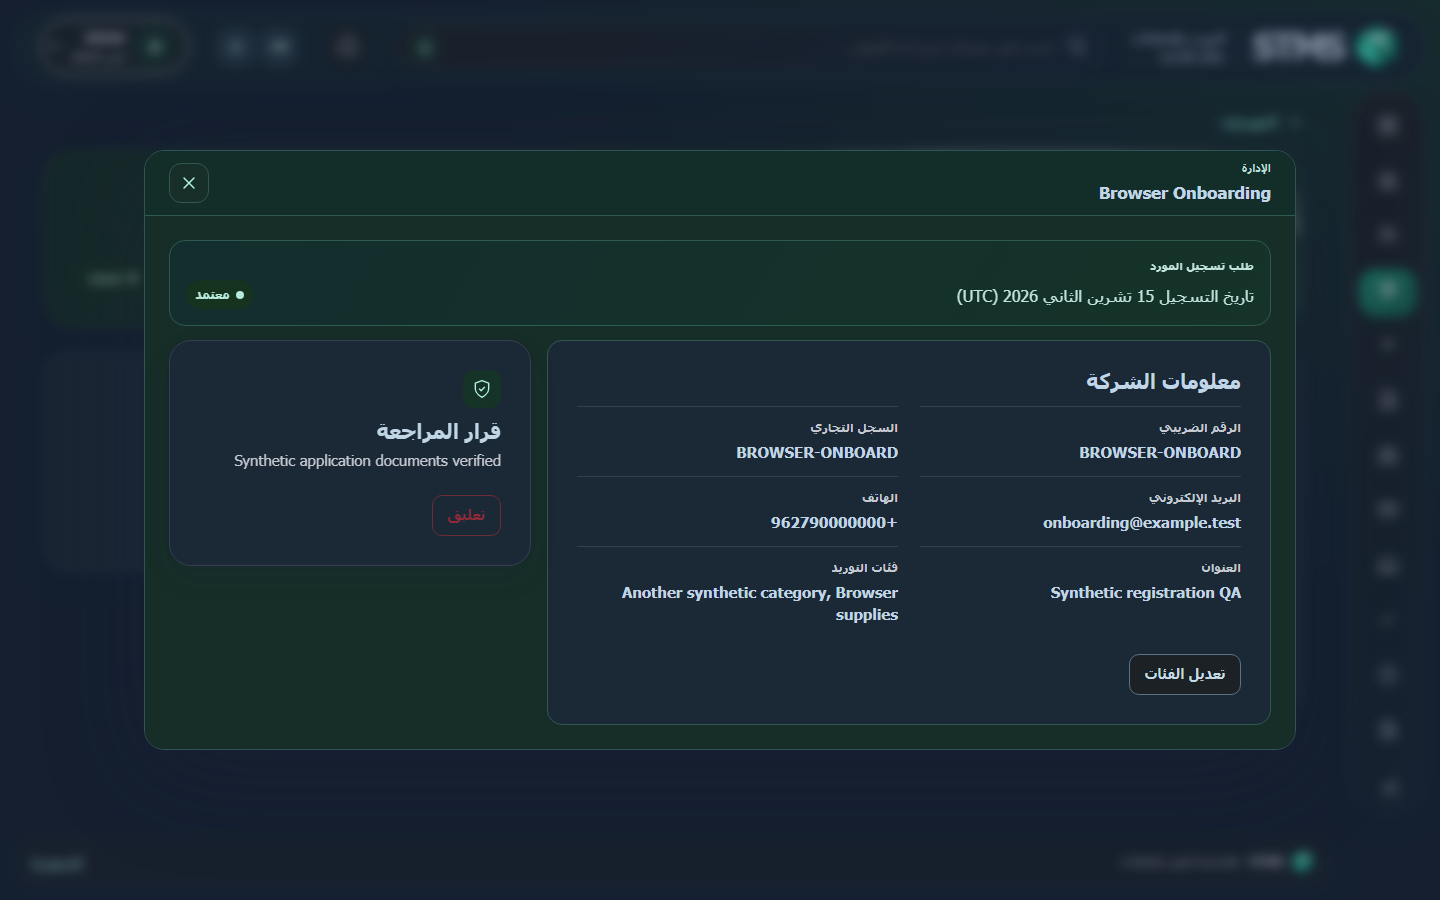 STMS
الإدارة
Browser Onboarding
طلب تسجيل المورد
تاريخ التسجيل 15 تشرين الثاني 2026 (UTC)
معتمد
معلومات الشركة
الرقم الضريبي
BROWSER-ONBOARD
السجل التجاري
BROWSER-ONBOARD
البريد الإلكتروني
onboarding@example.test
الهاتف
962790000000+
العنوان
Synthetic registration QA
فئات التوريد
Another synthetic category, Browser
supplies
تعديل الفئات
قرار المراجعة
Synthetic application documents verified
تعليق